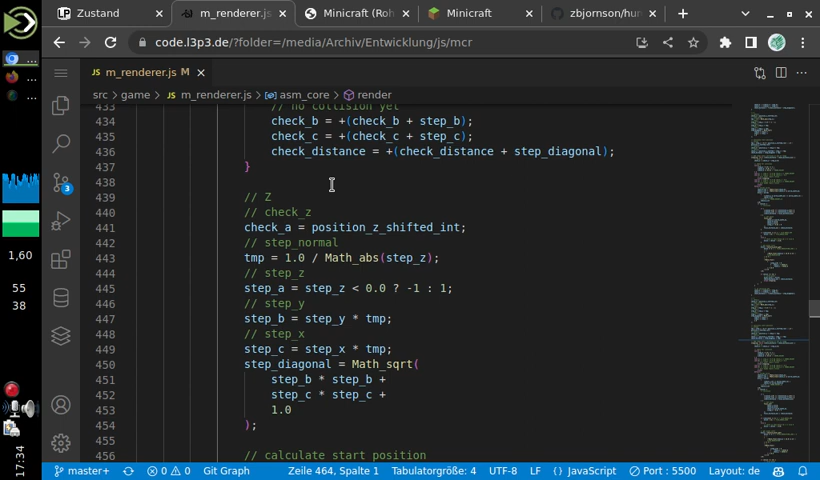 Zustand
m_renderer.js
Minicraft (Roh
Minicraft
zbjornson/hur
code.l3p3.de/?folder=/media/Archiv/Entwicklung/js/mcr
JS m_renderer.js M
src > game > JS m_renderer.js > asm_core > render
433 // no collision yet
434 check_b = +(check_b + step_b);
435 check_c = +(check_c + step_c);
436 check_distance = +(check_distance + step_diagonal);
437 }
438
439 // Z
440 // check_z
441 check_a = position_z_shifted_int;
442 // step_normal
443 tmp = 1.0 / Math_abs(step_z);
444 // step_z
445 step_a = step_z < 0.0 ? -1 : 1;
446 // step_y
447 step_b = step_y * tmp;
448 // step_x
449 step_c = step_x * tmp;
450 step_diagonal = Math_sqrt(
451 step_b * step_b +
452 step_c * step_c +
453 1.0
454 );
455
456 // calculate start position
3
1,60
55
38
17:34
master+
0 0
Git Graph
Zeile 464, Spalte 1
Tabulatorgröße: 4
UTF-8
LF
{} JavaScript
Port : 5500
Layout: de